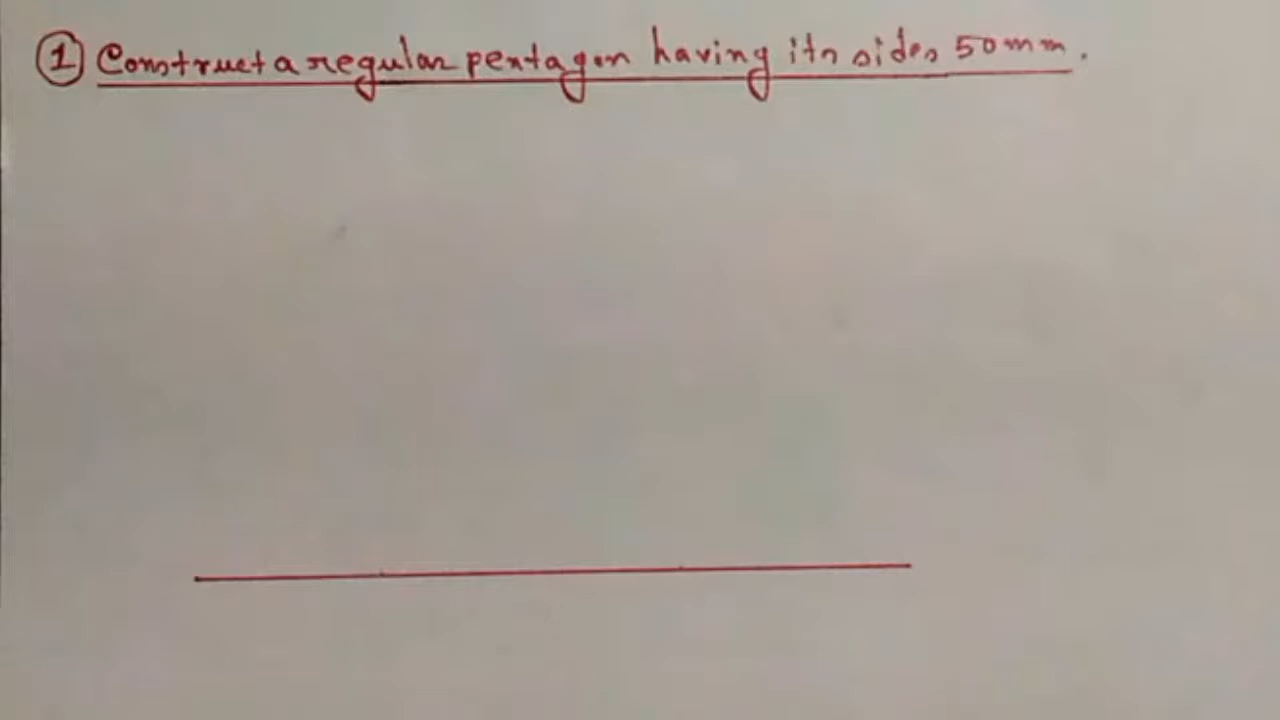 ① Construct a regular pentagon having its sides 50mm.